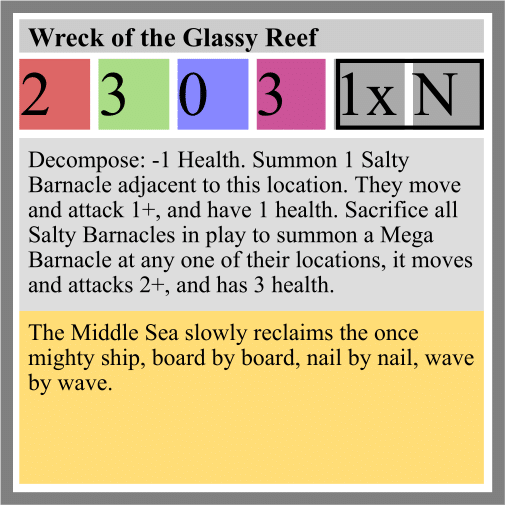 Wreck of the Glassy Reef
2 3 0 3 1x N
Decompose: -1 Health. Summon 1 Salty
Barnacle adjacent to this location. They move
and attack 1+, and have 1 health. Sacrifice all
Salty Barnacles in play to summon a Mega
Barnacle at any one of their locations, it moves
and attacks 2+, and has 3 health.
The Middle Sea slowly reclaims the once
mighty ship, board by board, nail by nail, wave
by wave.